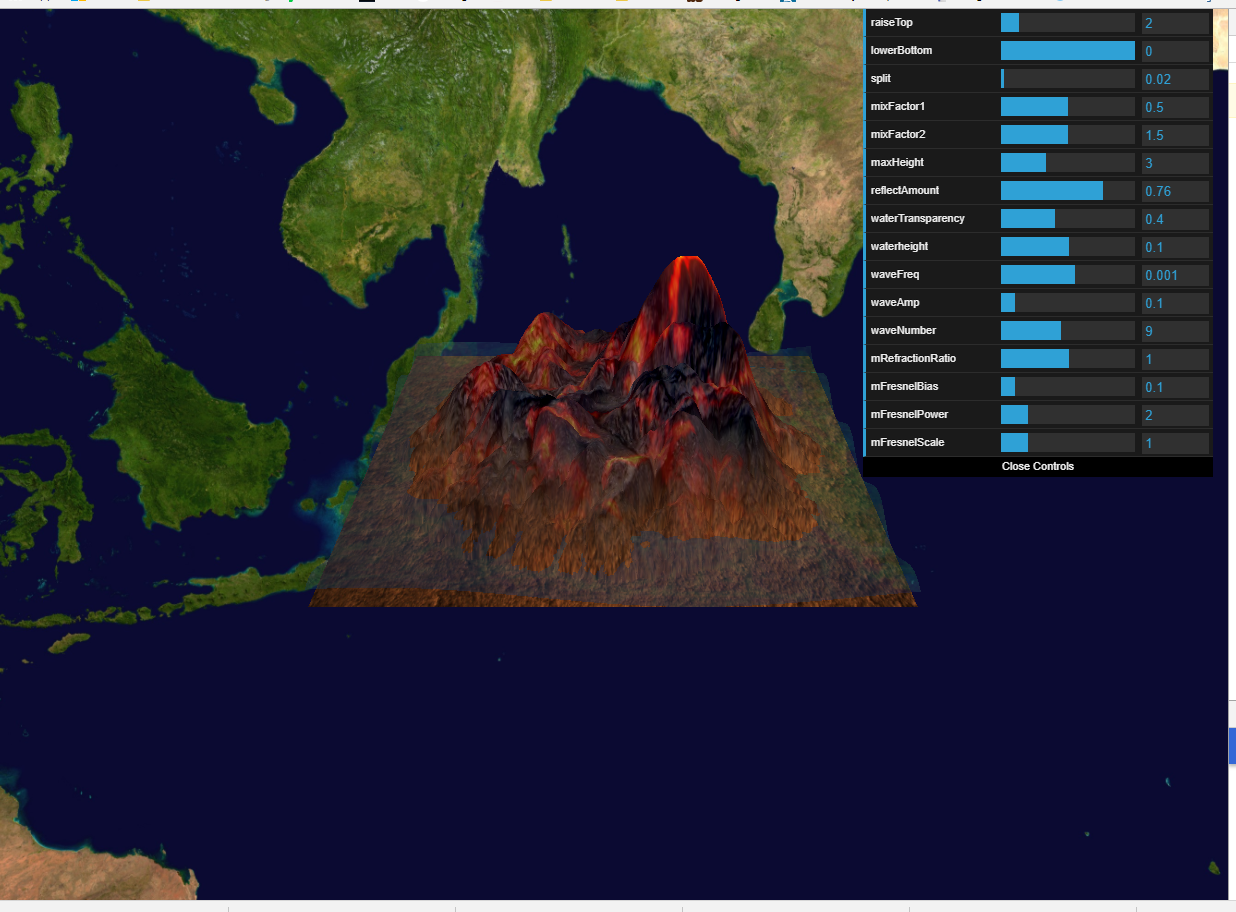 raiseTop 2
lowerBottom 0
split 0.02
mixFactor1 0.5
mixFactor2 1.5
maxHeight 3
reflectAmount 0.76
waterTransparency 0.4
waterheight 0.1
waveFreq 0.001
waveAmp 0.1
waveNumber 9
mRefractionRatio 1
mFresnelBias 0.1
mFresnelPower 2
mFresnelScale 1
Close Controls